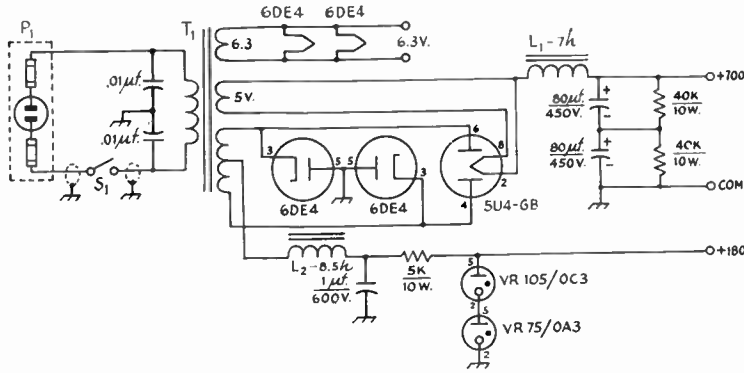 P1
T1
6DE4 6DE4
6.3
6.3V.
L1-7h
+700
.01µf.
.01µf.
5V.
80µf.
450V.
40K
10W.
80µf.
450V.
40K
10W.
6
8
2
4
3 5 5 3
6DE4 6DE4
5U4-GB
S1
COM
L2-8.5h
1µf.
600V.
5K
10W.
+180
5
VR 105/0C3
2 5
VR 75/0A3
2
+
-
+
-